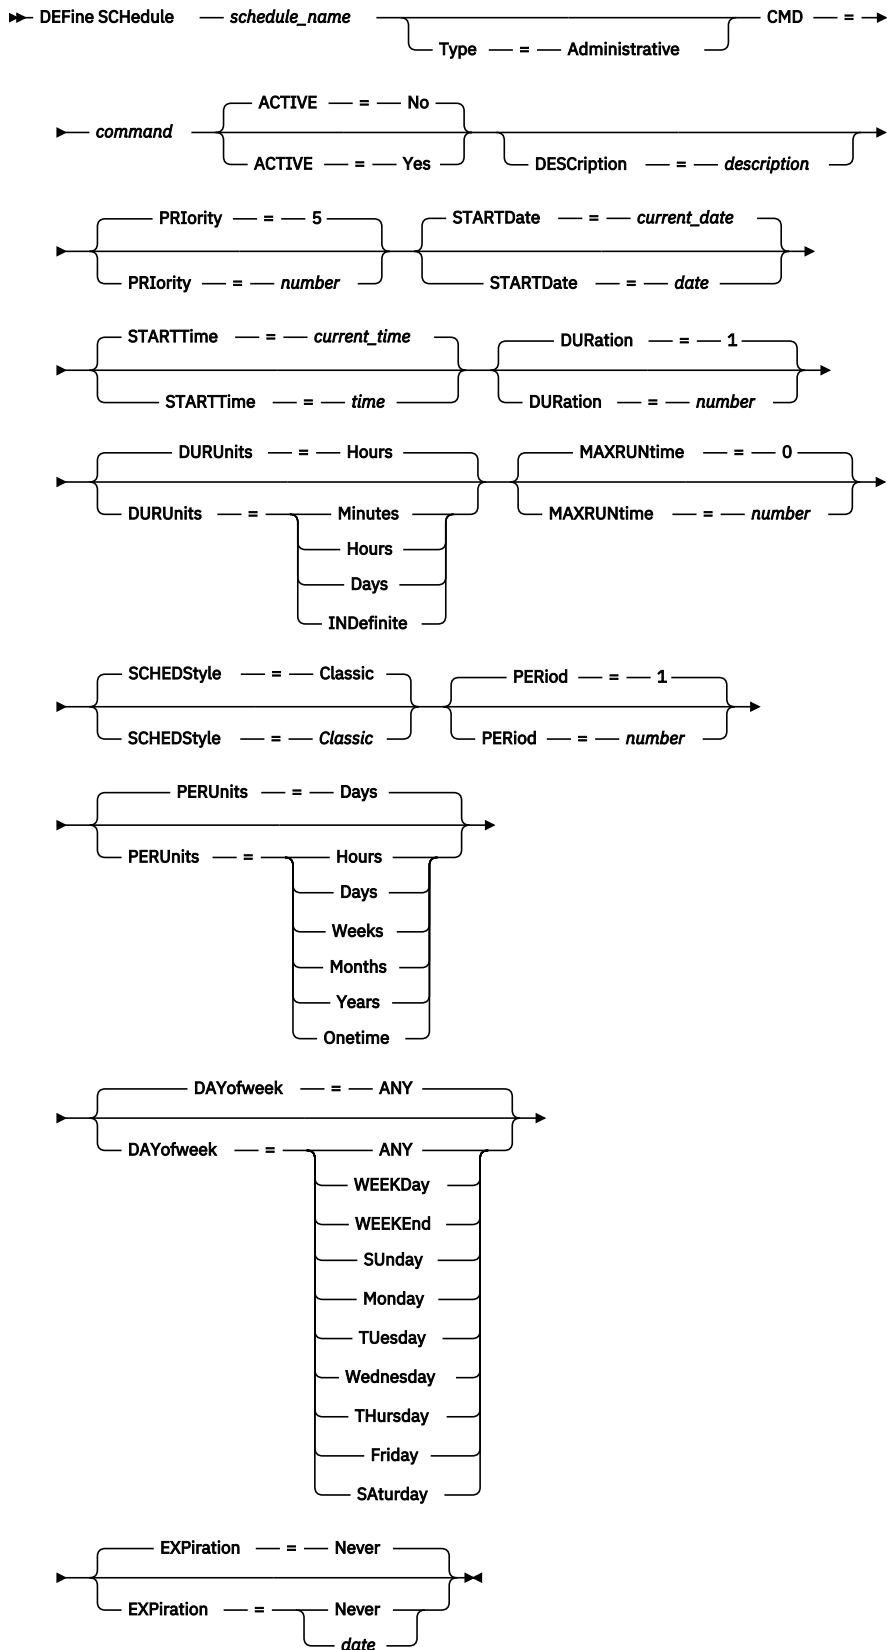 DEFine SCHedule schedule_name CMD =
Type = Administrative
ACTIVE = No
command
ACTIVE = Yes
DESCription = description
PRIority = 5
STARTDate = current_date
PRIority = number
STARTDate = date
STARTTime = current_time
DURation = 1
STARTTime = time
DURation = number
DURUnits = Hours
MAXRUNtime = 0
DURUnits = Minutes
MAXRUNtime = number
Hours
Days
INDefinite
SCHEDStyle = Classic
PERiod = 1
SCHEDStyle = Classic
PERiod = number
PERUnits = Days
PERUnits = Hours
Days
Weeks
Months
Years
Onetime
DAYofweek = ANY
DAYofweek = ANY
WEEKDay
WEEKEnd
SUnday
Monday
TUesday
Wednesday
THursday
Friday
SAturday
EXPiration = Never
EXPiration = Never
date